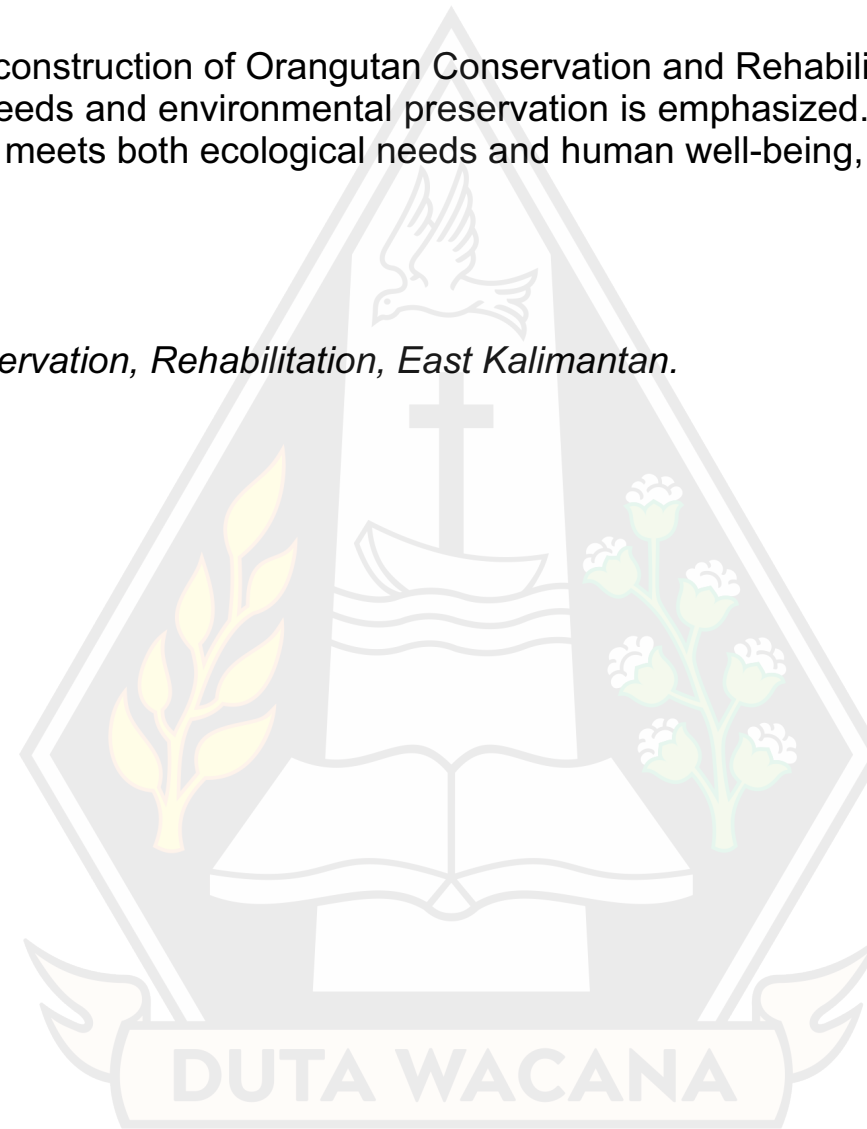 construction of Orangutan Conservation and Rehabili
eeds and environmental preservation is emphasized.
meets both ecological needs and human well-being,
ervation, Rehabilitation, East Kalimantan.
DUTA WACANA